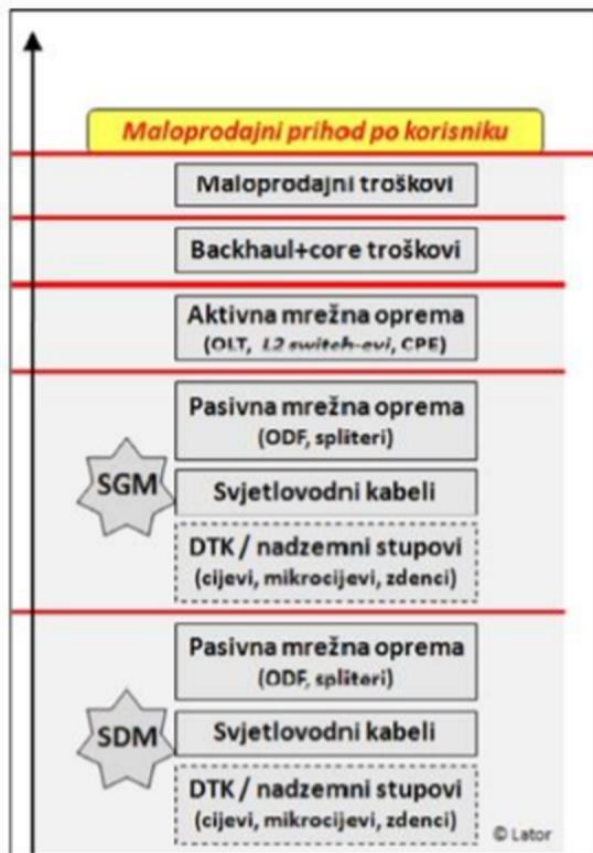 Maloprodajni prihod po korisniku
Maloprodajni troškovi
Backhaul+core troškovi
Aktivna mrežna oprema
(OLT, L2 switch-evi, CPE)
Pasivna mrežna oprema
(ODF, spliteri)
SGM
Svjetlovodni kabeli
DTK / nadzemni stupovi
(cijevi, mikrocijevi, zdenci)
Pasivna mrežna oprema
(ODF, spliteri)
SDM
Svjetlovodni kabeli
DTK / nadzemni stupovi
(cijevi, mikrocijevi, zdenci)
© Lator